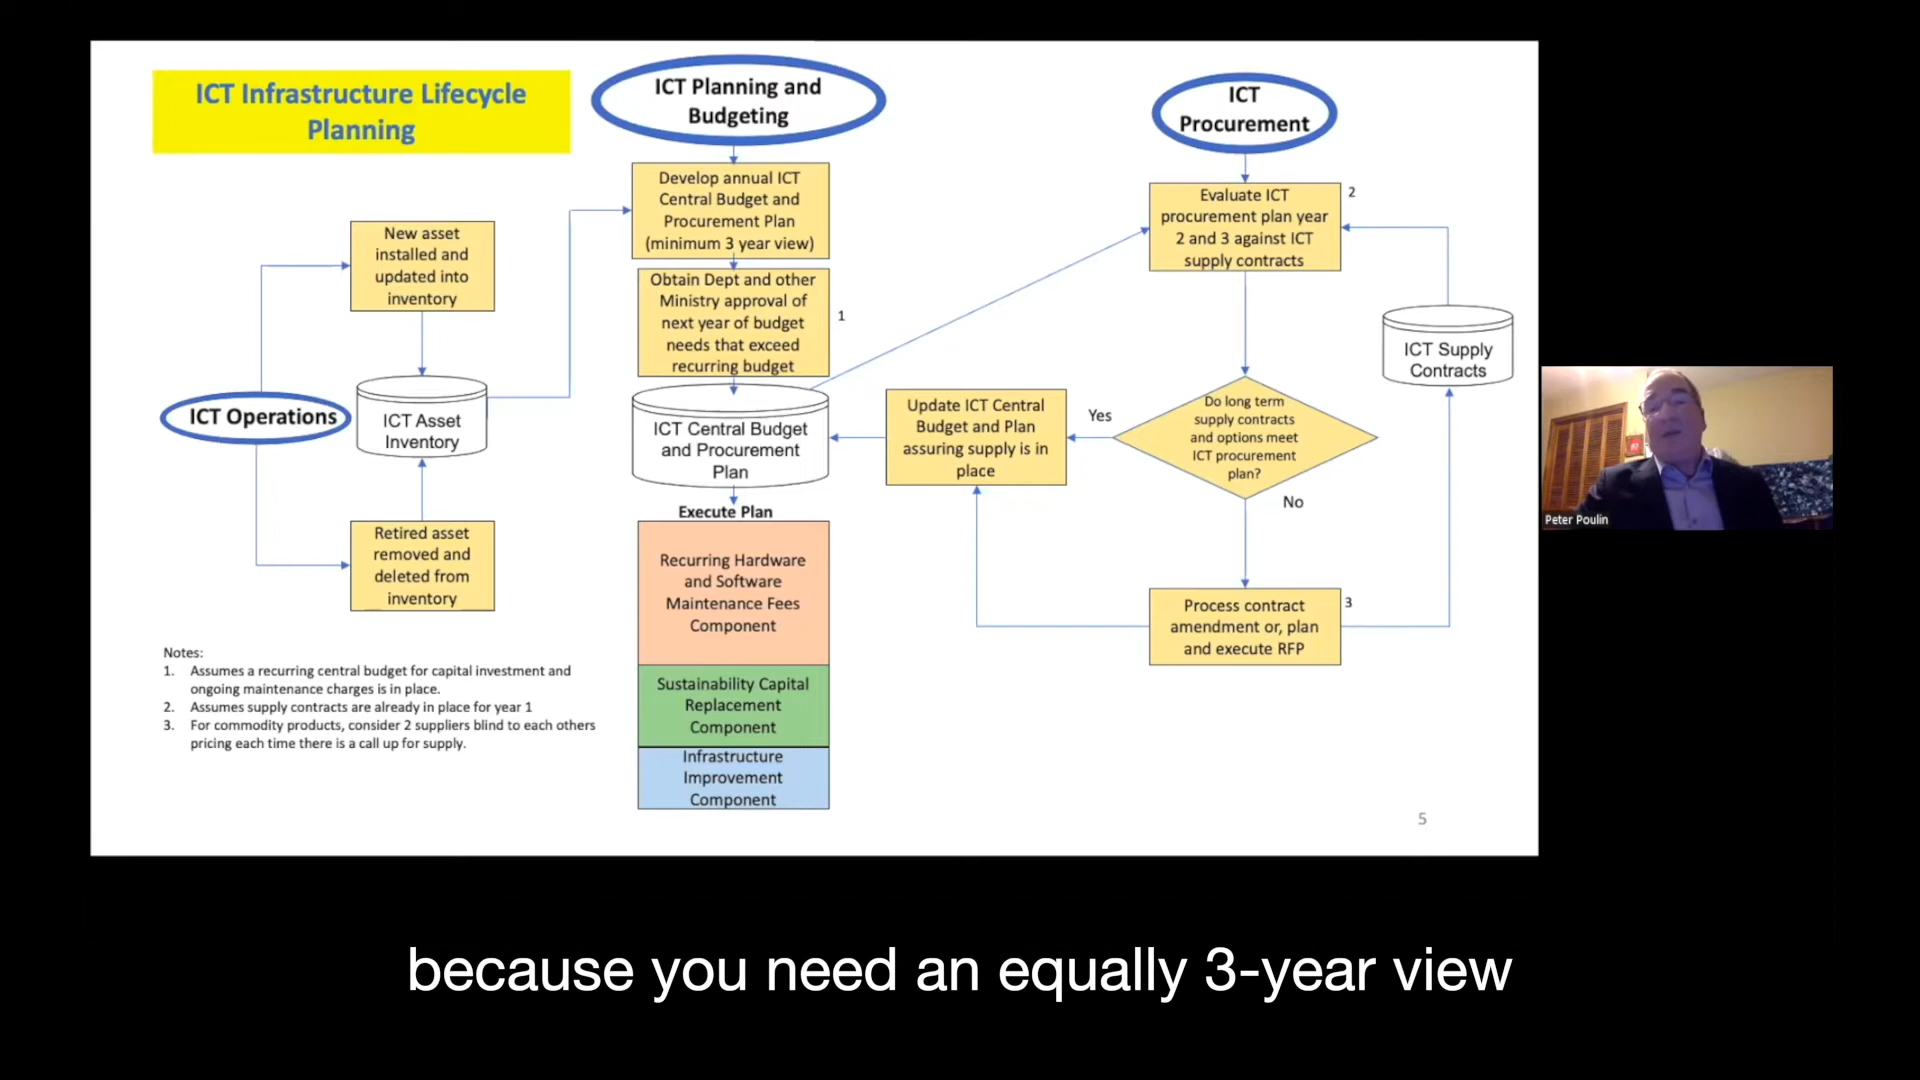 ICT Infrastructure Lifecycle
Planning
ICT Planning and
Budgeting
ICT
Procurement
Develop annual ICT
Central Budget and
Procurement Plan
(minimum 3 year view)
Evaluate ICT
procurement plan year
2 and 3 against ICT
supply contracts
2
New asset
installed and
updated into
inventory
Obtain Dept and other
Ministry approval of
next year of budget
needs that exceed
recurring budget
1
ICT Supply
Contracts
ICT Operations
ICT Asset
Inventory
ICT Central Budget
and Procurement
Plan
Update ICT Central
Budget and Plan
assuring supply is in
place
Yes
Do long term
supply contracts
and options meet
ICT procurement
plan?
No
Execute Plan
Retired asset
removed and
deleted from
inventory
Recurring Hardware
and Software
Maintenance Fees
Component
Process contract
amendment or, plan
and execute RFP
3
Sustainability Capital
Replacement
Component
Infrastructure
Improvement
Component
Notes:
1. Assumes a recurring central budget for capital investment and
ongoing maintenance charges is in place.
2. Assumes supply contracts are already in place for year 1
3. For commodity products, consider 2 suppliers blind to each others
pricing each time there is a call up for supply.
5
Peter Poulin
because you need an equally 3-year view